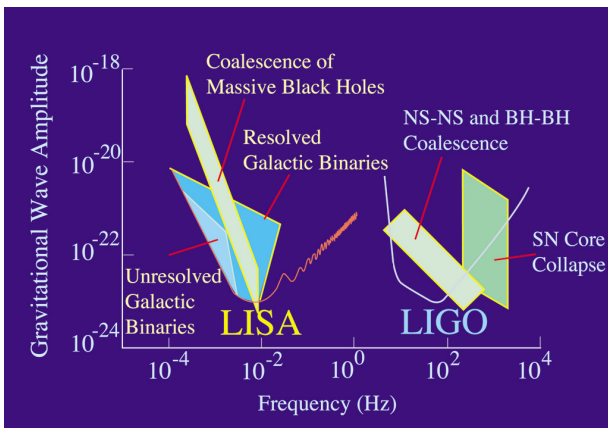 Gravitational Wave Amplitude
10⁻¹⁸
10⁻²⁰
10⁻²²
10⁻²⁴
Coalescence of
Massive Black Holes
Resolved
Galactic Binaries
Unresolved
Galactic
Binaries
LISA
NS-NS and BH-BH
Coalescence
SN Core
Collapse
LIGO
10⁻⁴
10⁻²
10⁰
10²
10⁴
Frequency (Hz)